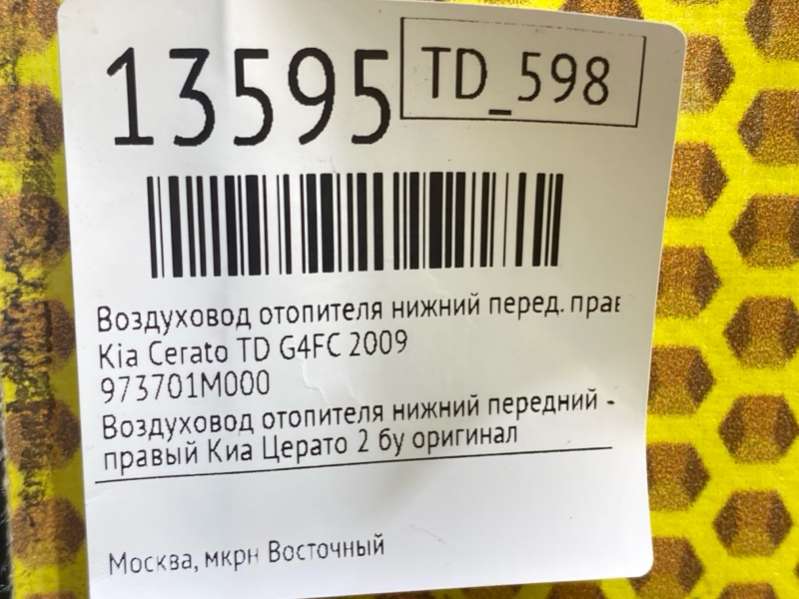 13595
TD_598
Воздуховод отопителя нижний перед. прав
Kia Cerato TD G4FC 2009
973701M000
Воздуховод отопителя нижний передний -
правый Киа Церато 2 бу оригинал
Москва, мкрн Восточный